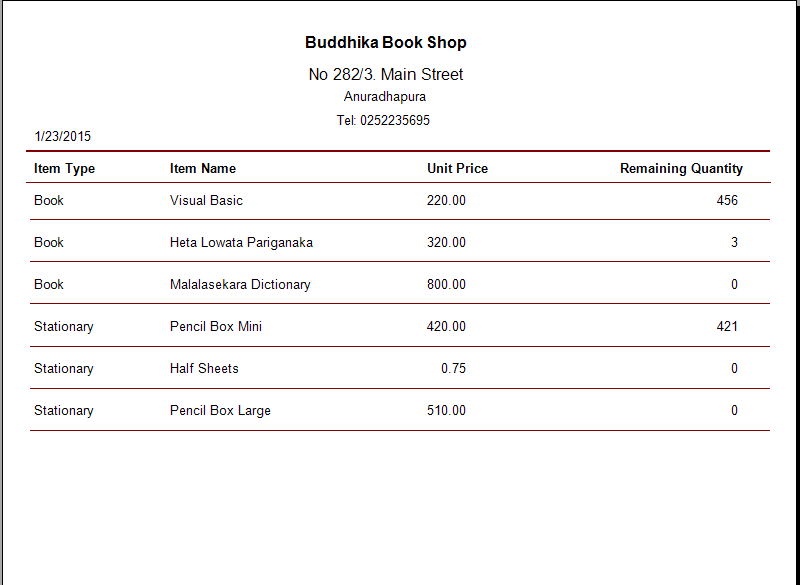 Buddhika Book Shop
No 282/3. Main Street
Anuradhapura
Tel: 0252235695
1/23/2015
Item Type Item Name Unit Price Remaining Quantity
Book Visual Basic 220.00 456
Book Heta Lowata Pariganaka 320.00 3
Book Malalasekara Dictionary 800.00 0
Stationary Pencil Box Mini 420.00 421
Stationary Half Sheets 0.75 0
Stationary Pencil Box Large 510.00 0